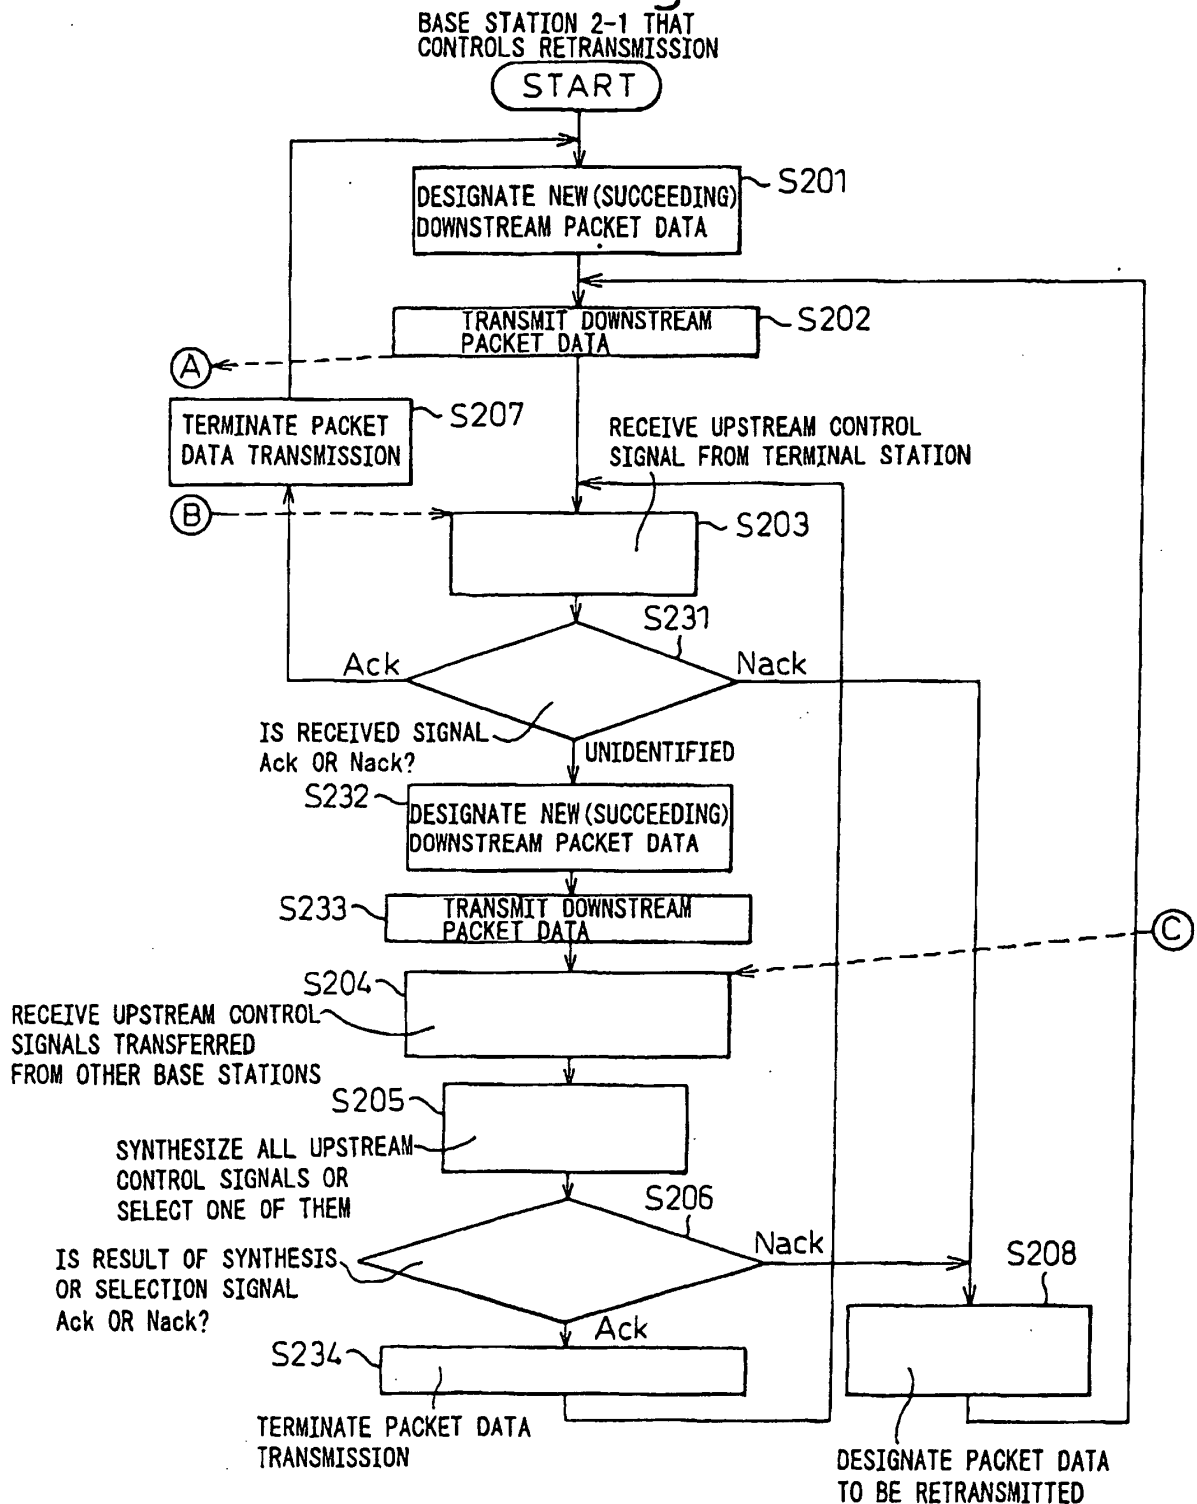 BASE STATION 2-1 THAT
CONTROLS RETRANSMISSION
START
S201
DESIGNATE NEW (SUCCEEDING)
DOWNSTREAM PACKET DATA
S202
TRANSMIT DOWNSTREAM
PACKET DATA
A
S207
TERMINATE PACKET
DATA TRANSMISSION
RECEIVE UPSTREAM CONTROL
SIGNAL FROM TERMINAL STATION
B
S203
S231
Ack
Nack
IS RECEIVED SIGNAL
Ack OR Nack?
UNIDENTIFIED
S232
DESIGNATE NEW (SUCCEEDING)
DOWNSTREAM PACKET DATA
S233
TRANSMIT DOWNSTREAM
PACKET DATA
C
S204
RECEIVE UPSTREAM CONTROL
SIGNALS TRANSFERRED
FROM OTHER BASE STATIONS
S205
SYNTHESIZE ALL UPSTREAM
CONTROL SIGNALS OR
SELECT ONE OF THEM
S206
Nack
IS RESULT OF SYNTHESIS
OR SELECTION SIGNAL
Ack OR Nack?
S208
Ack
S234
TERMINATE PACKET DATA
TRANSMISSION
DESIGNATE PACKET DATA
TO BE RETRANSMITTED